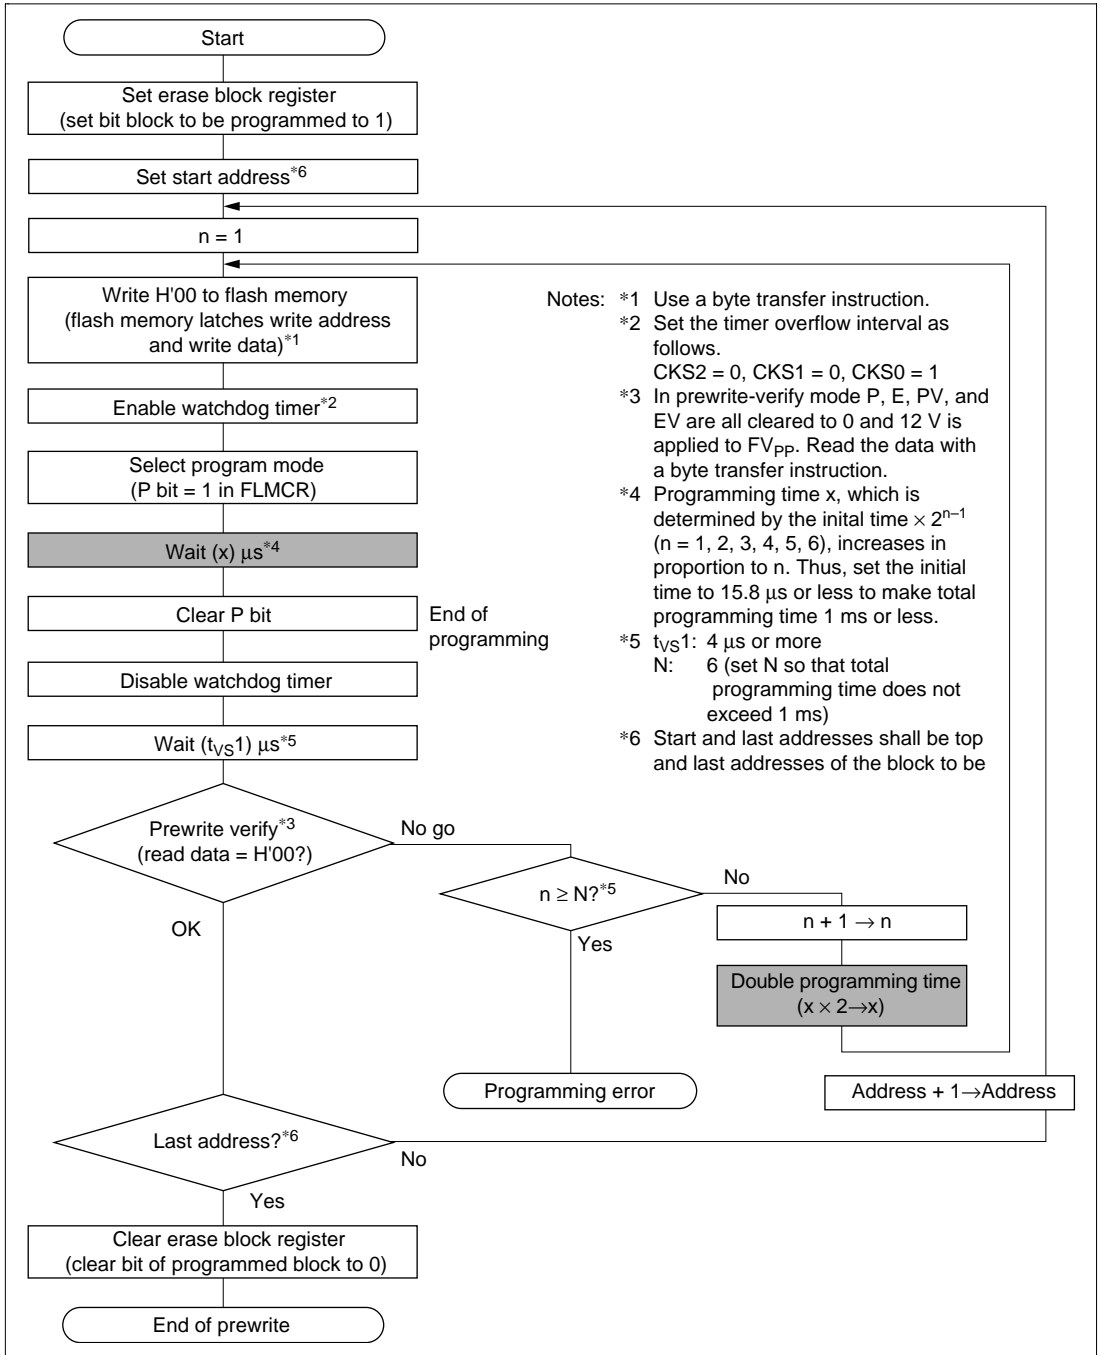 Start
Set erase block register
(set bit block to be programmed to 1)
Set start address*6
n = 1
Write H'00 to flash memory
(flash memory latches write address
and write data)*1
Enable watchdog timer*2
Select program mode
(P bit = 1 in FLMCR)
Wait (x) μs*4
Clear P bit
End of
programming
Disable watchdog timer
Wait (tVS1) μs*5
Notes: *1 Use a byte transfer instruction.
*2 Set the timer overflow interval as
follows.
CKS2 = 0, CKS1 = 0, CKS0 = 1
*3 In prewrite-verify mode P, E, PV, and
EV are all cleared to 0 and 12 V is
applied to FVPP. Read the data with
a byte transfer instruction.
*4 Programming time x, which is
determined by the inital time × 2n–1
(n = 1, 2, 3, 4, 5, 6), increases in
proportion to n. Thus, set the initial
time to 15.8 μs or less to make total
programming time 1 ms or less.
*5 tVS1: 4 μs or more
N: 6 (set N so that total
programming time does not
exceed 1 ms)
*6 Start and last addresses shall be top
and last addresses of the block to be
Prewrite verify*3
(read data = H'00?)
No go
OK
n ≥ N?*5
No
Yes
n + 1 → n
Double programming time
(x × 2→x)
Programming error
Address + 1→Address
Last address?*6
No
Yes
Clear erase block register
(clear bit of programmed block to 0)
End of prewrite